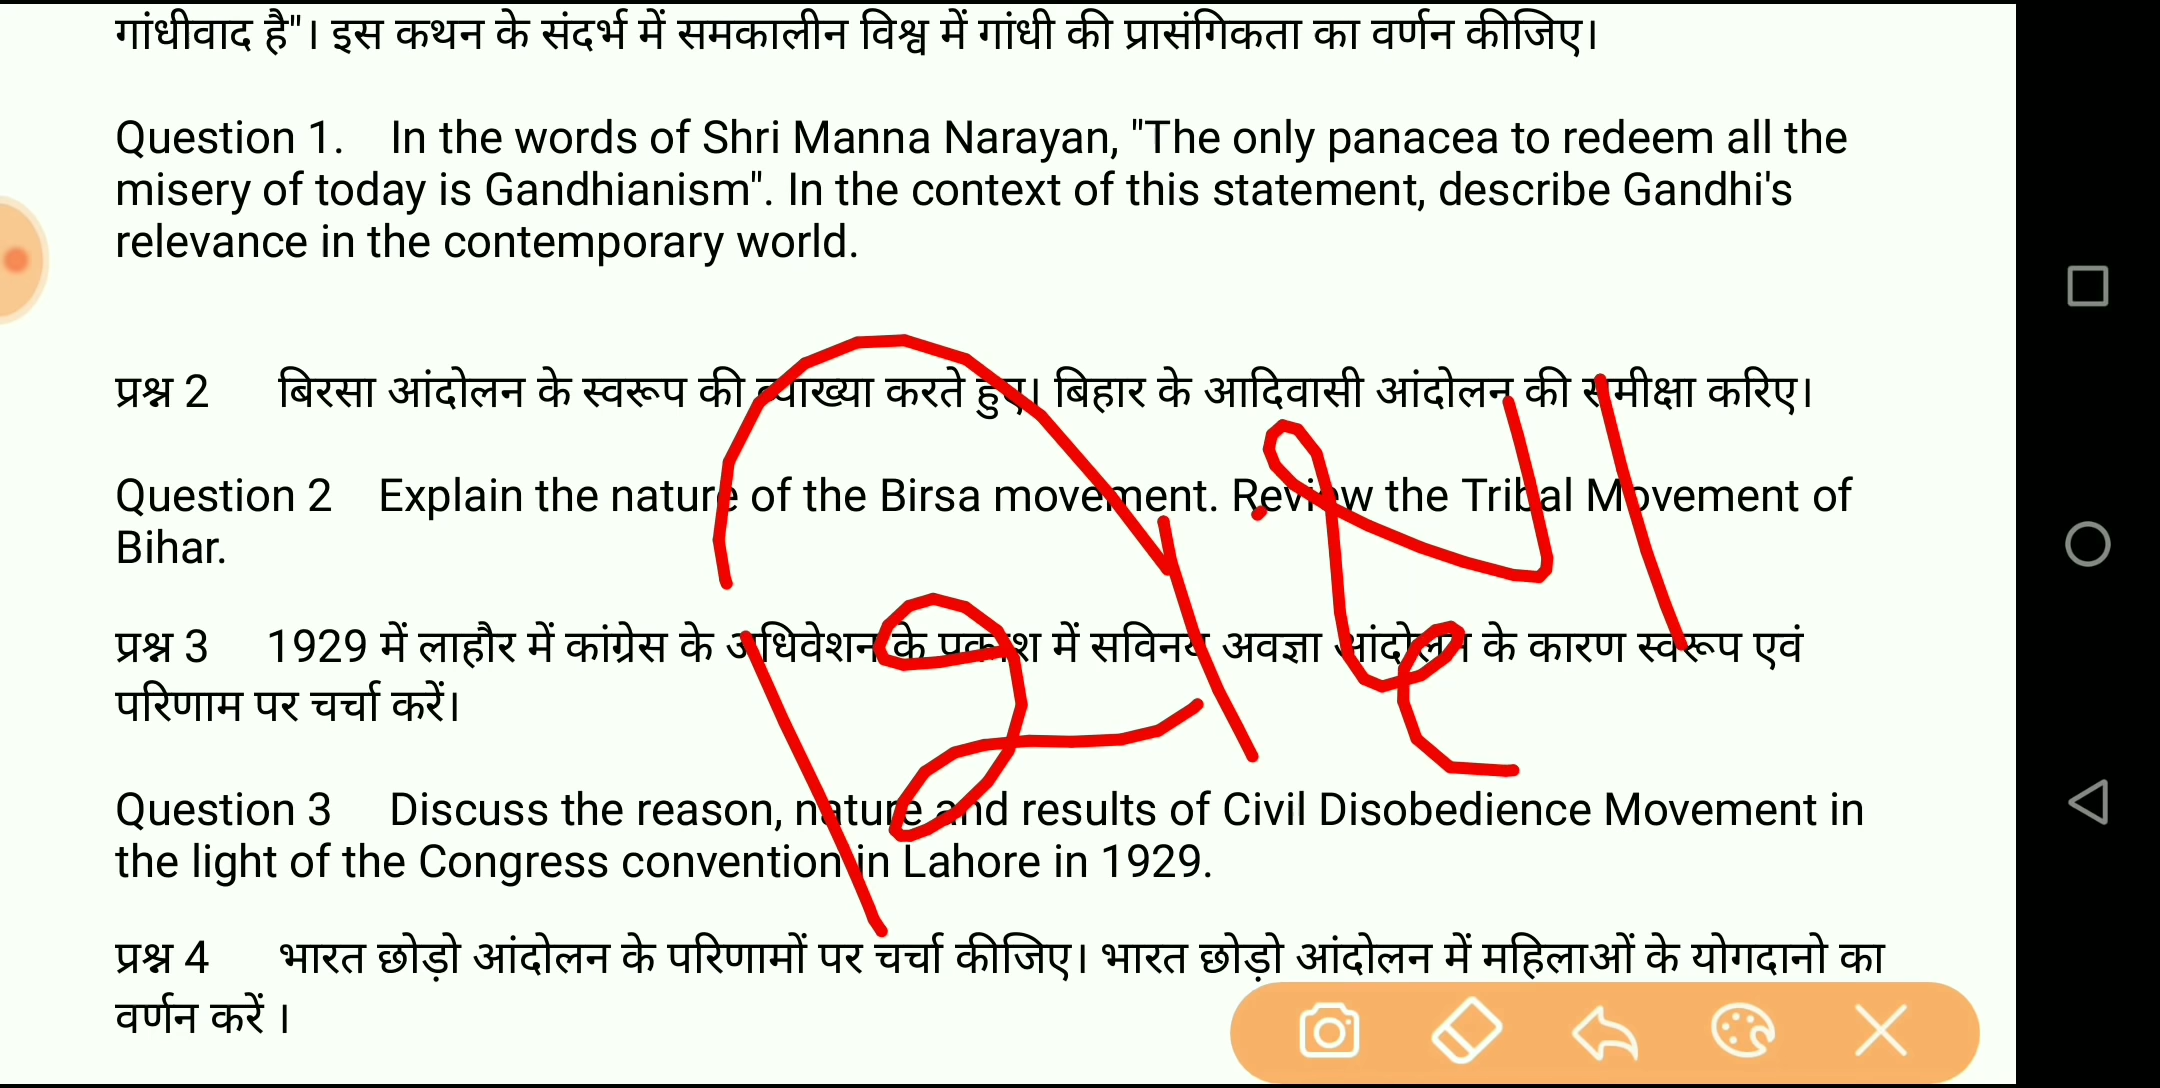 गांधीवाद है"। इस कथन के संदर्भ में समकालीन विश्व में गांधी की प्रासंगिकता का वर्णन कीजिए।
Question 1. In the words of Shri Manna Narayan, "The only panacea to redeem all the
misery of today is Gandhianism". In the context of this statement, describe Gandhi's
relevance in the contemporary world.
प्रश्न 2 बिरसा आंदोलन के स्वरूप की व्याख्या करते हुए। बिहार के आदिवासी आंदोलन की समीक्षा करिए।
Question 2 Explain the nature of the Birsa movement. Review the Tribal Movement of
Bihar.
प्रश्न 3 1929 में लाहौर में कांग्रेस के अधिवेशन के प्रकाश में सविनय अवज्ञा आंदोलन के कारण स्वरूप एवं
परिणाम पर चर्चा करें।
Question 3 Discuss the reason, nature and results of Civil Disobedience Movement in
the light of the Congress convention in Lahore in 1929.
प्रश्न 4 भारत छोड़ो आंदोलन के परिणामों पर चर्चा कीजिए। भारत छोड़ो आंदोलन में महिलाओं के योगदानो का
वर्णन करें ।